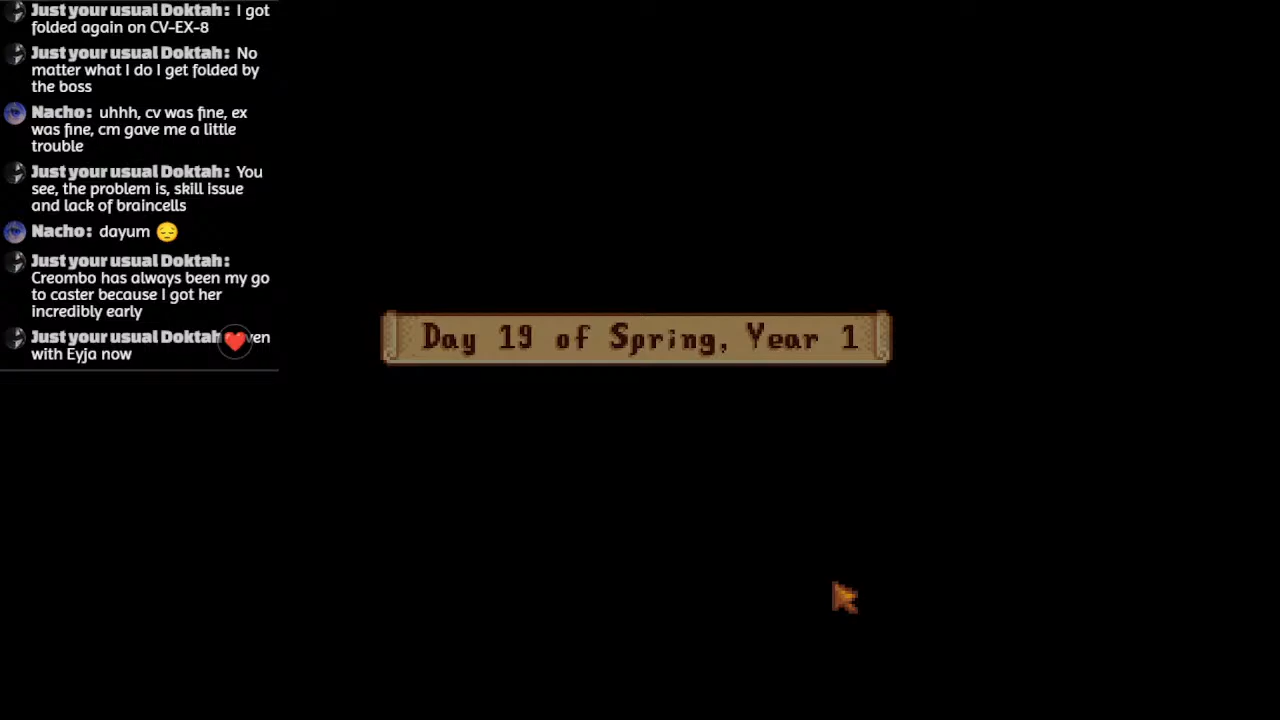 Just your usual Doktah: I got
folded again on CV-EX-8
Just your usual Doktah: No
matter what I do I get folded by
the boss
Nacho: uhhh, cv was fine, ex
was fine, cm gave me a little
trouble
Just your usual Doktah: You
see, the problem is, skill issue
and lack of braincells
Nacho: dayum 😔
Just your usual Doktah:
Creombo has always been my go
to caster because I got her
incredibly early
Just your usual Doktah
with Eyja now
Day 19 of Spring, Year 1